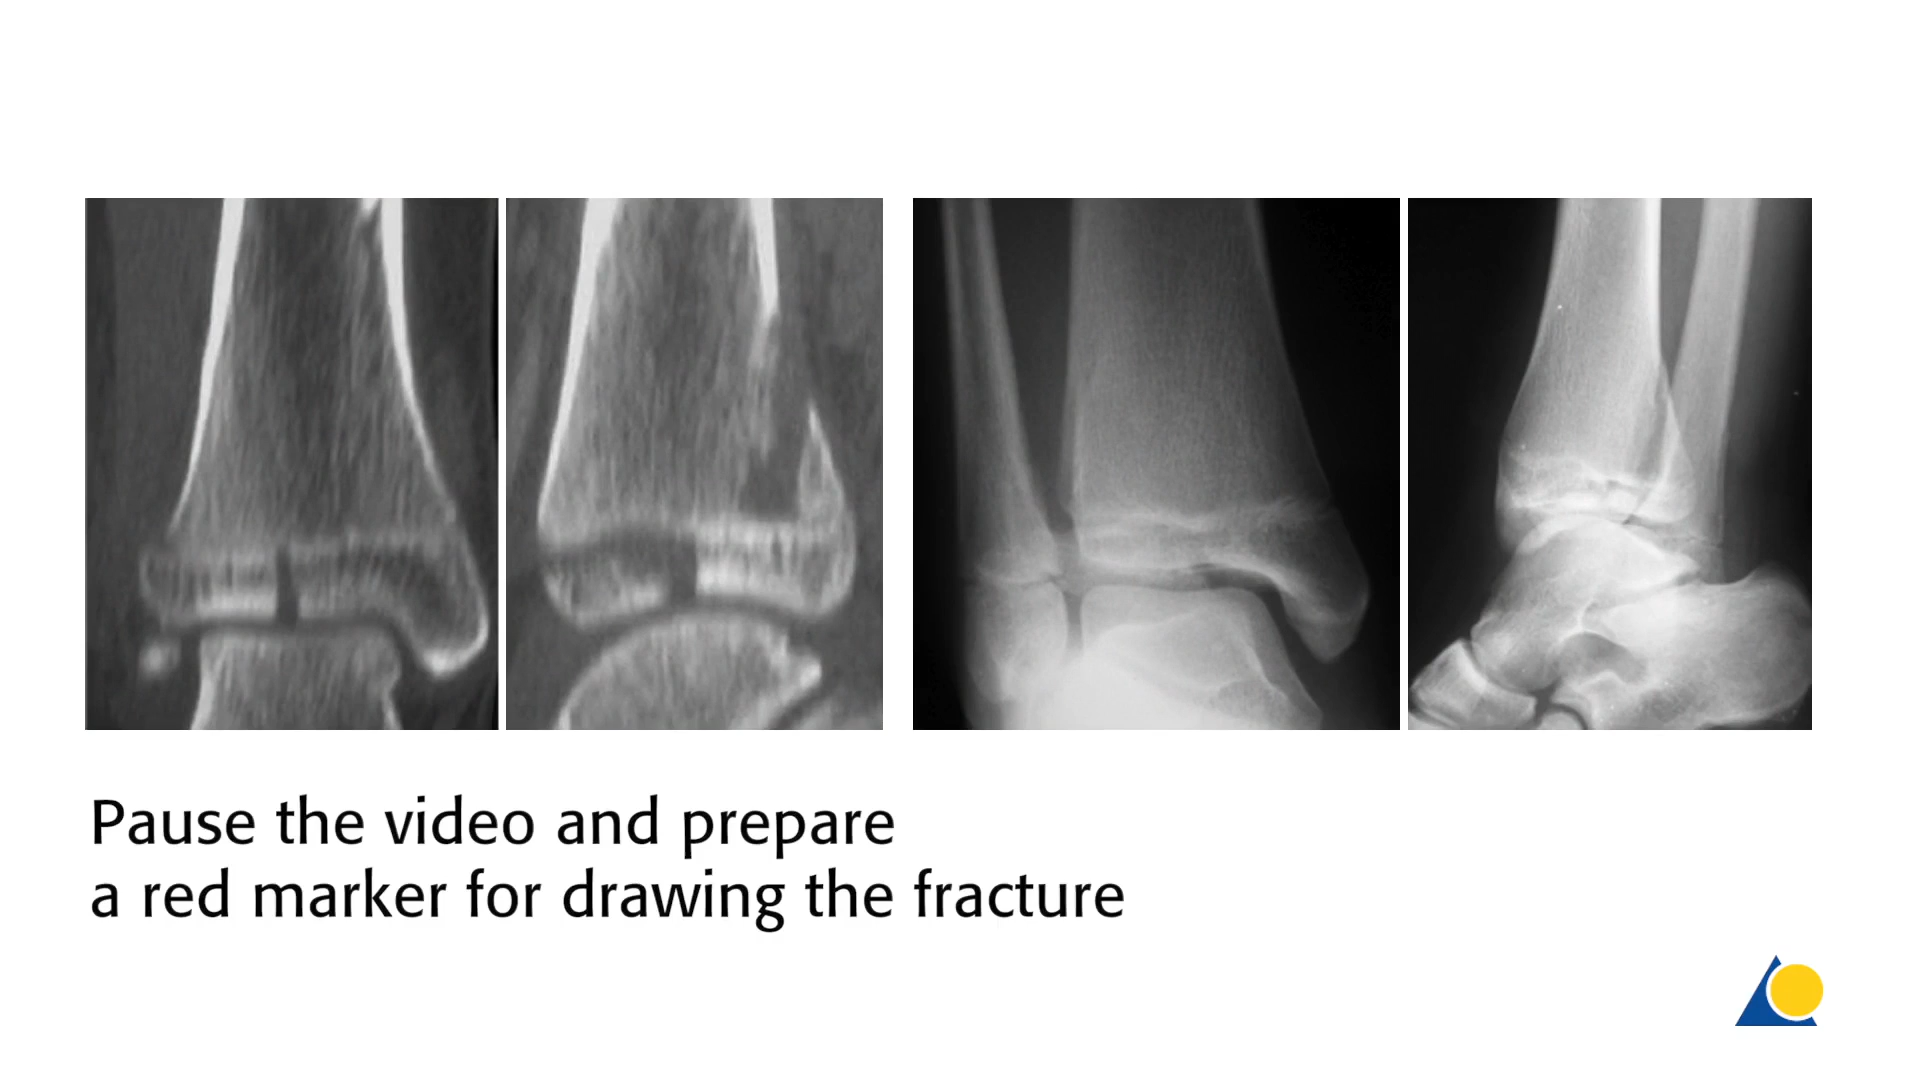 Pause the video and prepare
a red marker for drawing the fracture